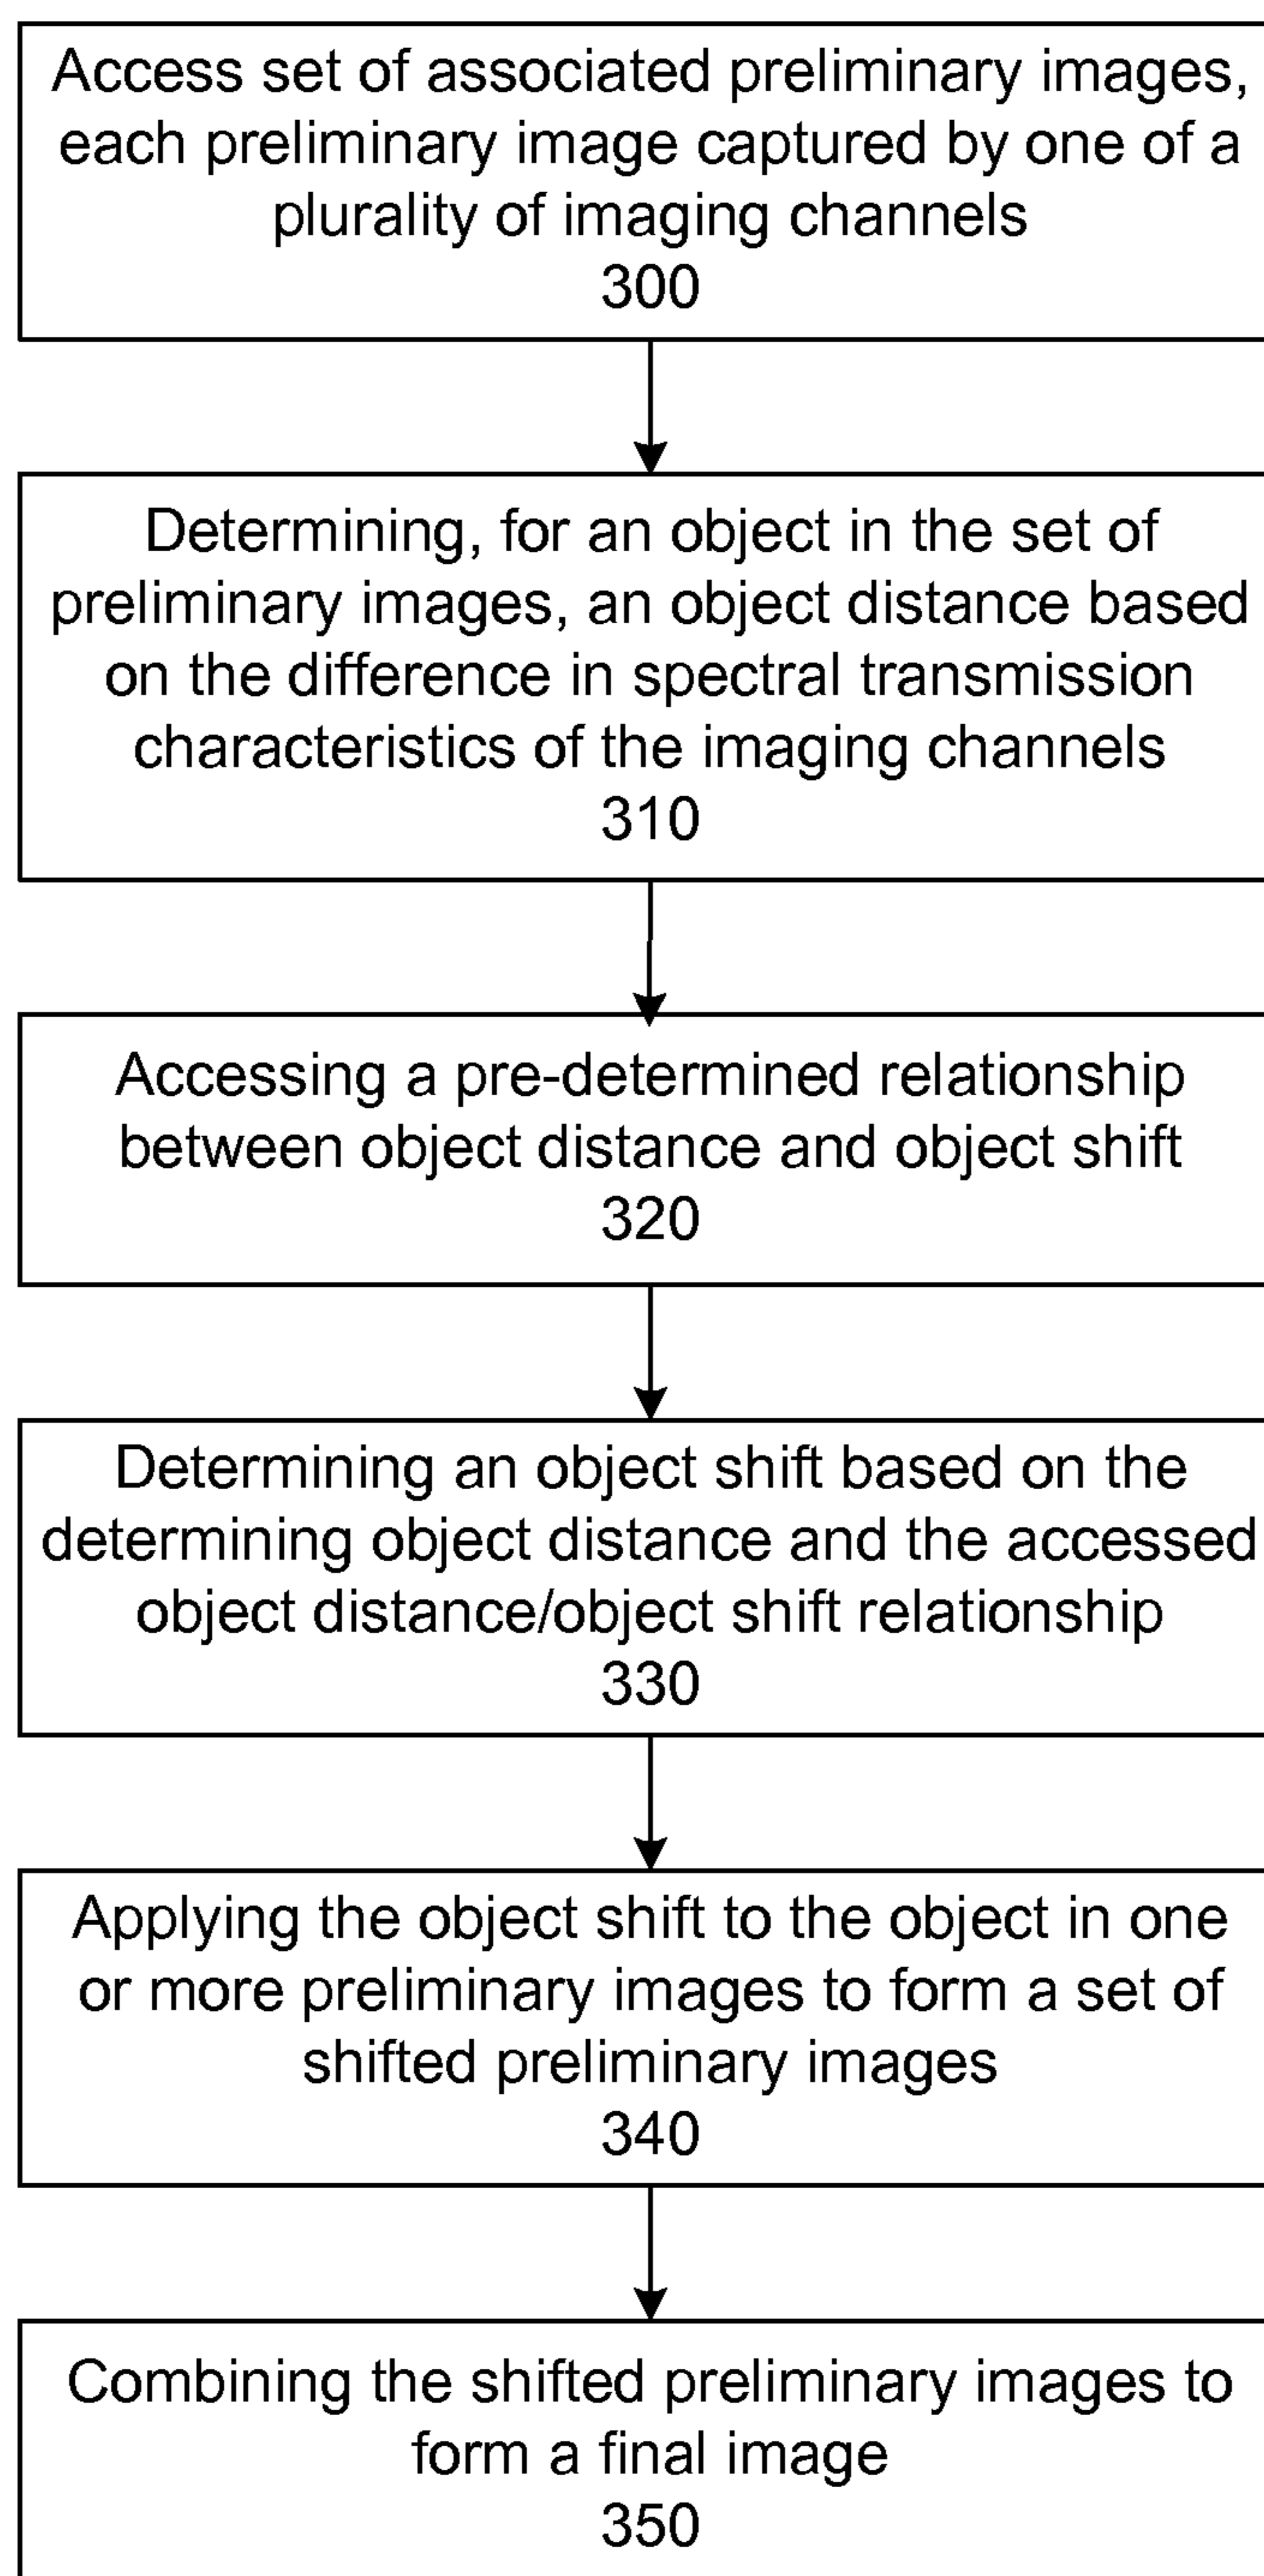 Access set of associated preliminary images,
each preliminary image captured by one of a
plurality of imaging channels
300
Determining, for an object in the set of
preliminary images, an object distance based
on the difference in spectral transmission
characteristics of the imaging channels
310
Accessing a pre-determined relationship
between object distance and object shift
320
Determining an object shift based on the
determining object distance and the accessed
object distance/object shift relationship
330
Applying the object shift to the object in one
or more preliminary images to form a set of
shifted preliminary images
340
Combining the shifted preliminary images to
form a final image
350